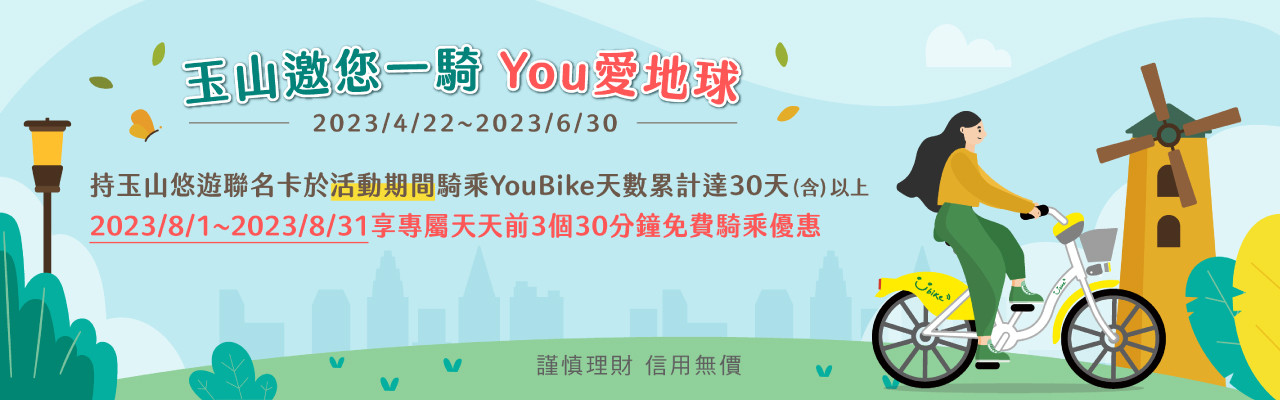 玉山邀您一騎 You愛地球
2023/4/22~2023/6/30
持玉山悠遊聯名卡於活動期間騎乘YouBike天數累計達30天(含)以上
2023/8/1~2023/8/31享專屬天天前3個30分鐘免費騎乘優惠
謹慎理財 信用無價
Ubike